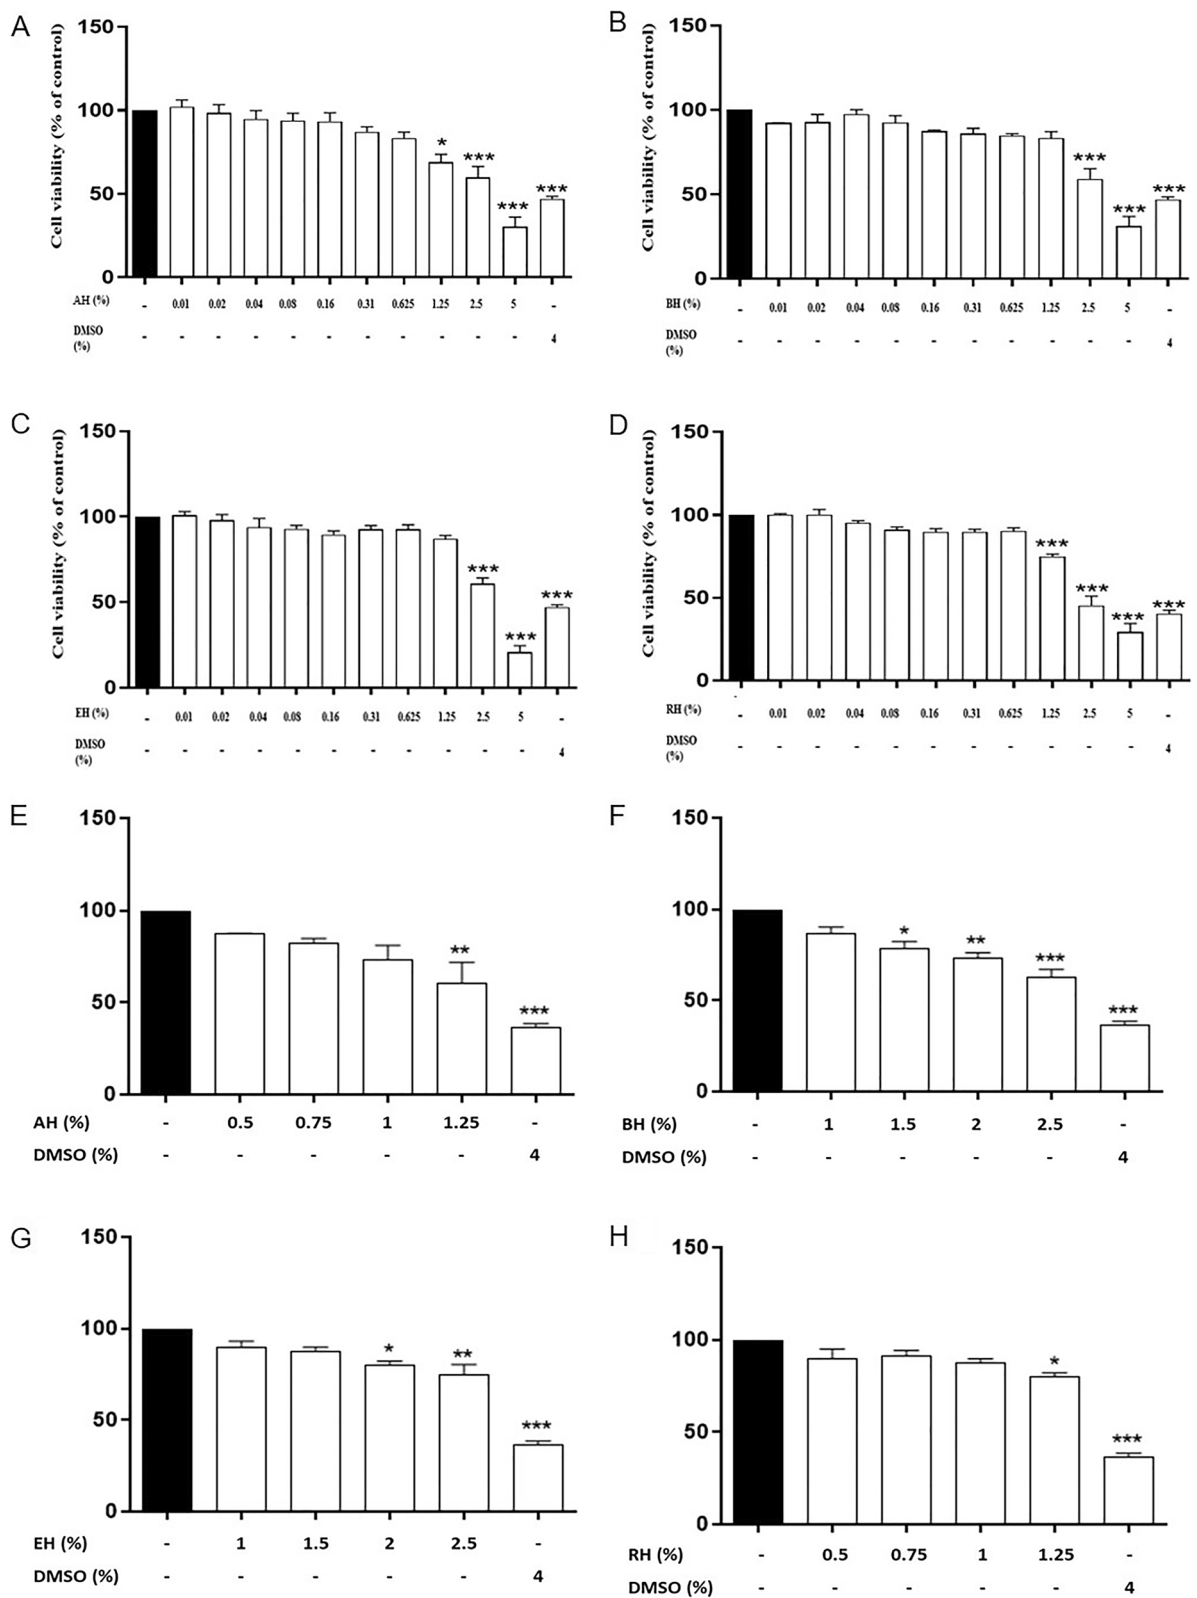 A
Cell viability (% of control)
150
100
50
0
* *** *** ***
AH (%) - 0.01 0.02 0.04 0.08 0.16 0.31 0.625 1.25 2.5 5 -
DMSO (%) - - - - - - - - - - - 4
B
Cell viability (% of control)
150
100
50
0
*** *** ***
BH (%) - 0.01 0.02 0.04 0.08 0.16 0.31 0.625 1.25 2.5 5 -
DMSO (%) - - - - - - - - - - - 4
C
Cell viability (% of control)
150
100
50
0
*** *** ***
EH (%) - 0.01 0.02 0.04 0.08 0.16 0.31 0.625 1.25 2.5 5 -
DMSO (%) - - - - - - - - - - - 4
D
Cell viability (% of control)
150
100
50
0
*** *** *** ***
RH (%) - 0.01 0.02 0.04 0.08 0.16 0.31 0.625 1.25 2.5 5 -
DMSO (%) - - - - - - - - - - - 4
E
150
100
50
0
** ***
AH (%) - 0.5 0.75 1 1.25 -
DMSO (%) - - - - - 4
F
150
100
50
0
* ** *** ***
BH (%) - 1 1.5 2 2.5 -
DMSO (%) - - - - - 4
G
150
100
50
0
* ** ***
EH (%) - 1 1.5 2 2.5 -
DMSO (%) - - - - - 4
H
150
100
50
0
* ***
RH (%) - 0.5 0.75 1 1.25 -
DMSO (%) - - - - - 4